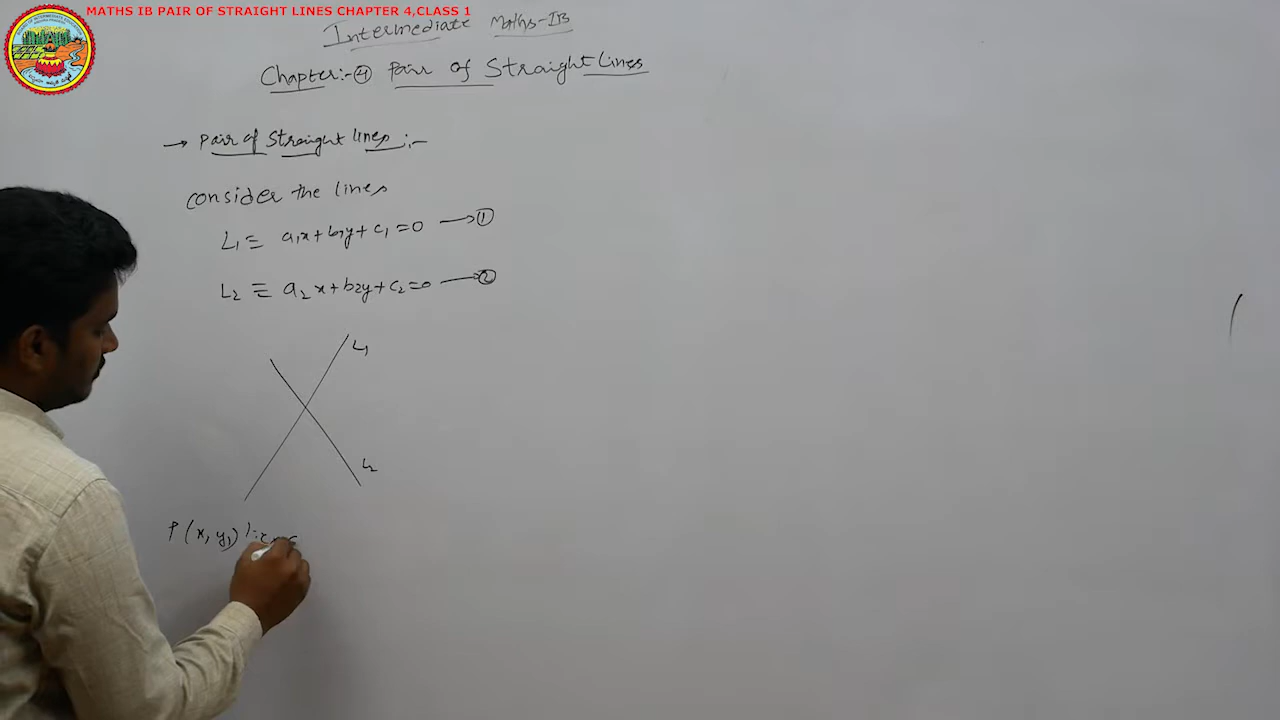 MATHS IB PAIR OF STRAIGHT LINES CHAPTER 4,CLASS 1
Intermediate Maths-IB
Chapter:-④ Pair of Straight Lines
→ Pair of Straight lines:-
Consider the lines
L₁ ≡ a₁x+b₁y+c₁=0 → ①
L₂ ≡ a₂x+b₂y+c₂=0 → ②
L₁
L₂
P(x₁ y₁)